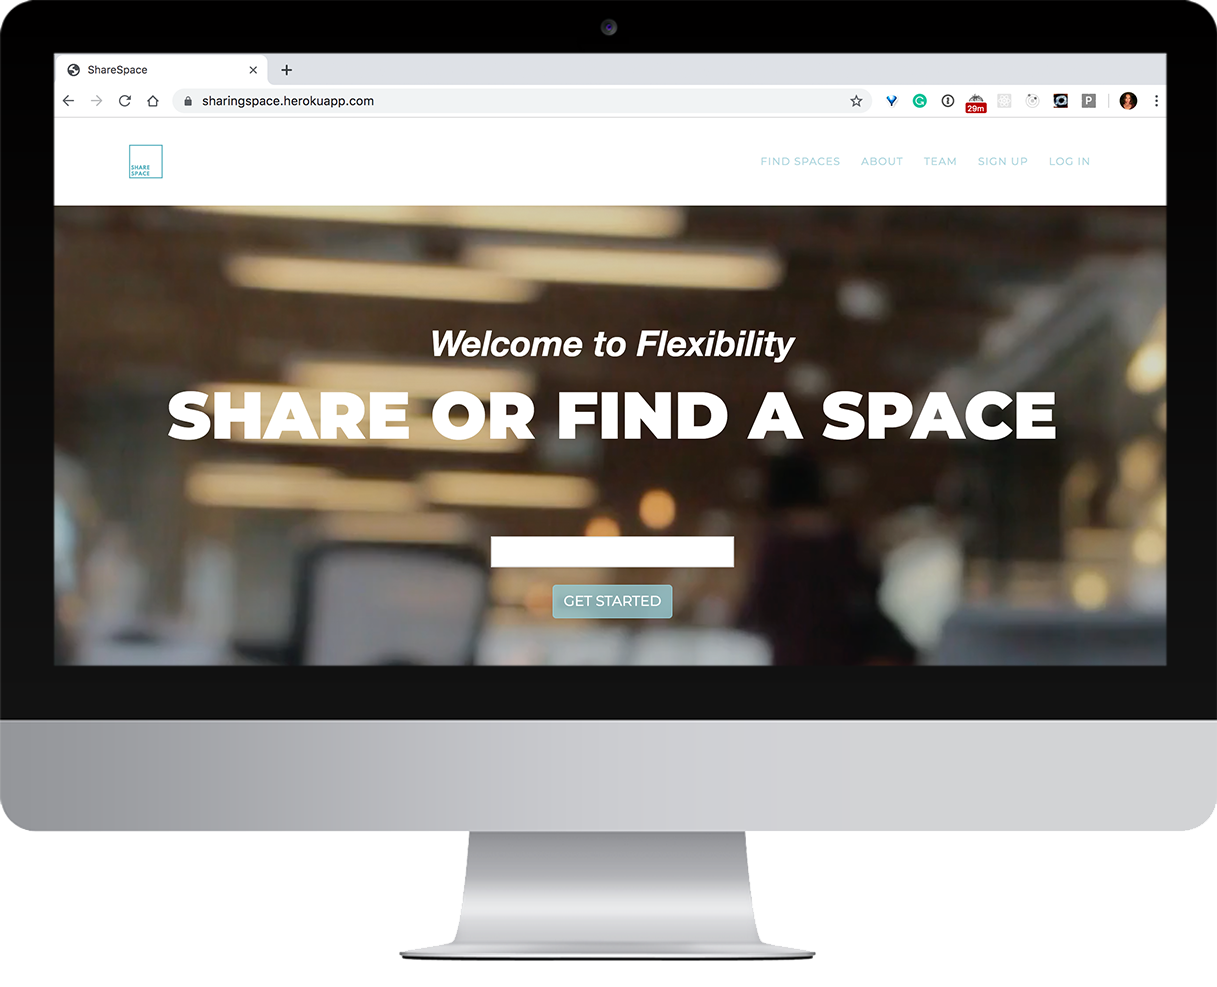 ShareSpace
sharingspace.herokuapp.com
29m
P
SHARE
SPACE
FIND SPACES ABOUT TEAM SIGN UP LOG IN
Welcome to Flexibility
SHARE OR FIND A SPACE
GET STARTED